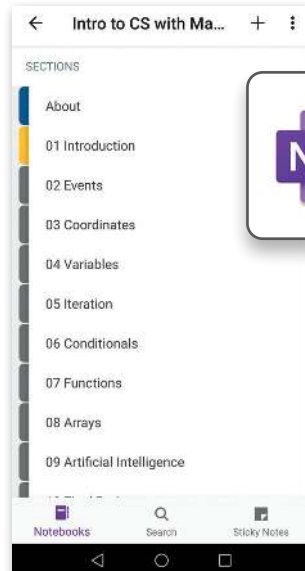 Intro to CS with Ma...
SECTIONS
About
01 Introduction
02 Events
03 Coordinates
04 Variables
05 Iteration
06 Conditionals
07 Functions
08 Arrays
09 Artificial Intelligence
N
Notebooks Search Sticky Notes